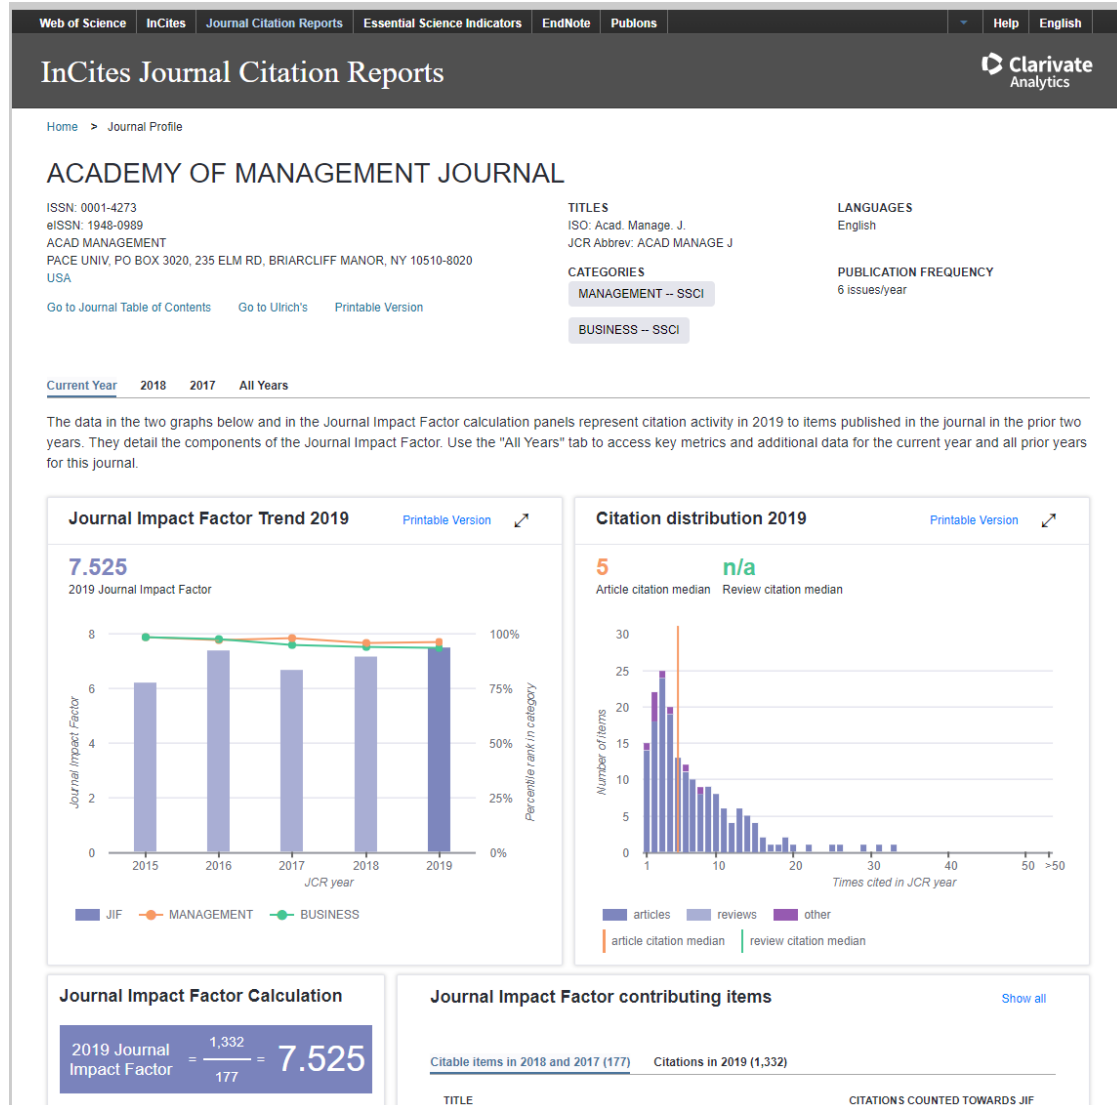 Web of Science InCites Journal Citation Reports Essential Science Indicators EndNote Publons Help English
InCites Journal Citation Reports
Clarivate
Analytics
Home > Journal Profile
ACADEMY OF MANAGEMENT JOURNAL
ISSN: 0001-4273
eISSN: 1948-0989
ACAD MANAGEMENT
PACE UNIV, PO BOX 3020, 235 ELM RD, BRIARCLIFF MANOR, NY 10510-8020
USA
Go to Journal Table of Contents Go to Ulrich's Printable Version
TITLES
ISO: Acad. Manage. J.
JCR Abbrev: ACAD MANAGE J
CATEGORIES
MANAGEMENT -- SSCI
BUSINESS -- SSCI
LANGUAGES
English
PUBLICATION FREQUENCY
6 issues/year
Current Year 2018 2017 All Years
The data in the two graphs below and in the Journal Impact Factor calculation panels represent citation activity in 2019 to items published in the journal in the prior two
years. They detail the components of the Journal Impact Factor. Use the "All Years" tab to access key metrics and additional data for the current year and all prior years
for this journal.
Journal Impact Factor Trend 2019 Printable Version
7.525
2019 Journal Impact Factor
8 100%
6 75%
4 50%
2 25%
0 0%
Journal Impact Factor
Percentile rank in category
2015 2016 2017 2018 2019
JCR year
JIF MANAGEMENT BUSINESS
Citation distribution 2019 Printable Version
5 n/a
Article citation median Review citation median
30
25
20
15
10
5
0
Number of items
1 10 20 30 40 50 >50
Times cited in JCR year
articles reviews other
article citation median review citation median
Journal Impact Factor Calculation
2019 Journal
Impact Factor
= 1,332
177
= 7.525
Journal Impact Factor contributing items Show all
Citable items in 2018 and 2017 (177) Citations in 2019 (1,332)
TITLE CITATIONS COUNTED TOWARDS JIF